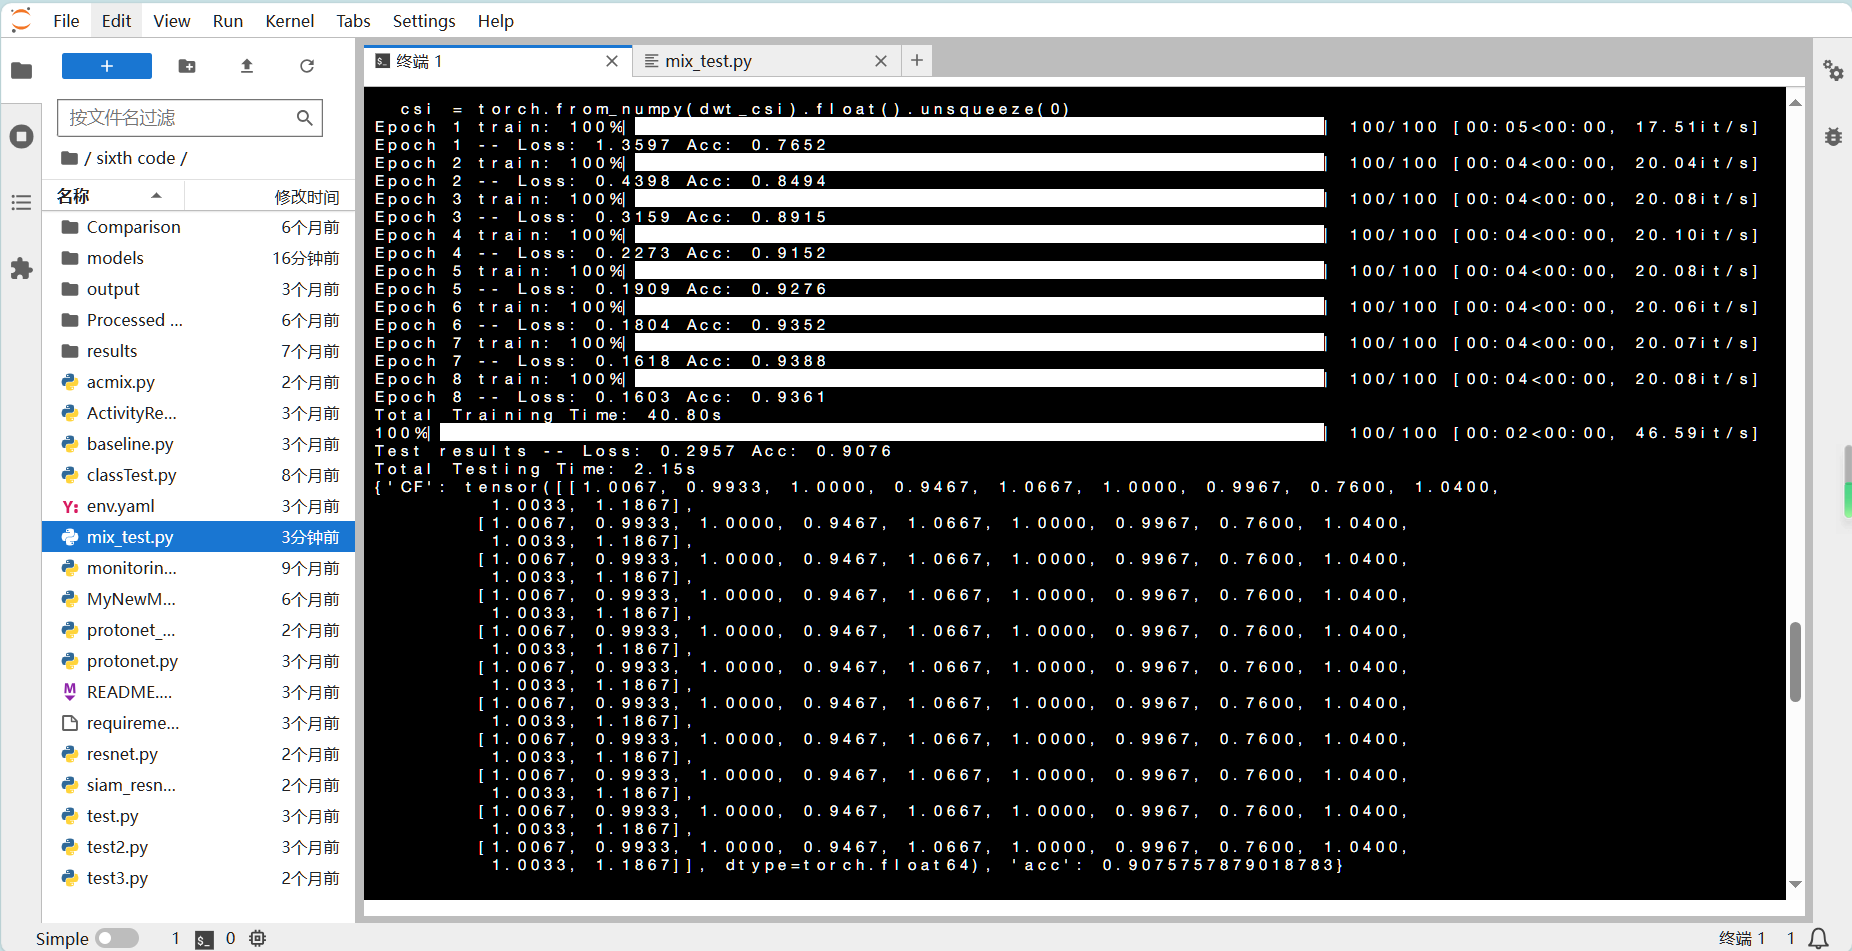 File Edit View Run Kernel Tabs Settings Help
终端 1
mix_test.py
按文件名过滤
/ sixth code /
名称 修改时间
Comparison 6个月前
models 16分钟前
output 3个月前
Processed ... 6个月前
results 7个月前
acmix.py 2个月前
ActivityRe... 3个月前
baseline.py 3个月前
classTest.py 8个月前
env.yaml 3个月前
mix_test.py 3分钟前
monitorin... 9个月前
MyNewM... 6个月前
protonet_... 2个月前
protonet.py 3个月前
README.... 3个月前
requireme... 3个月前
resnet.py 2个月前
siam_resn... 2个月前
test.py 3个月前
test2.py 3个月前
test3.py 2个月前
csi = torch.from_numpy(dwt_csi).float().unsqueeze(0)
Epoch 1 train: 100%| | 100/100 [00:05<00:00, 17.51it/s]
Epoch 1 -- Loss: 1.3597 Acc: 0.7652
Epoch 2 train: 100%| | 100/100 [00:04<00:00, 20.04it/s]
Epoch 2 -- Loss: 0.4398 Acc: 0.8494
Epoch 3 train: 100%| | 100/100 [00:04<00:00, 20.08it/s]
Epoch 3 -- Loss: 0.3159 Acc: 0.8915
Epoch 4 train: 100%| | 100/100 [00:04<00:00, 20.10it/s]
Epoch 4 -- Loss: 0.2273 Acc: 0.9152
Epoch 5 train: 100%| | 100/100 [00:04<00:00, 20.08it/s]
Epoch 5 -- Loss: 0.1909 Acc: 0.9276
Epoch 6 train: 100%| | 100/100 [00:04<00:00, 20.06it/s]
Epoch 6 -- Loss: 0.1804 Acc: 0.9352
Epoch 7 train: 100%| | 100/100 [00:04<00:00, 20.07it/s]
Epoch 7 -- Loss: 0.1618 Acc: 0.9388
Epoch 8 train: 100%| | 100/100 [00:04<00:00, 20.08it/s]
Epoch 8 -- Loss: 0.1603 Acc: 0.9361
Total Training Time: 40.80s
100%| | 100/100 [00:02<00:00, 46.59it/s]
Test results -- Loss: 0.2957 Acc: 0.9076
Total Testing Time: 2.15s
{'CF': tensor([[1.0067, 0.9933, 1.0000, 0.9467, 1.0667, 1.0000, 0.9967, 0.7600, 1.0400,
1.0033, 1.1867],
[1.0067, 0.9933, 1.0000, 0.9467, 1.0667, 1.0000, 0.9967, 0.7600, 1.0400,
1.0033, 1.1867],
[1.0067, 0.9933, 1.0000, 0.9467, 1.0667, 1.0000, 0.9967, 0.7600, 1.0400,
1.0033, 1.1867],
[1.0067, 0.9933, 1.0000, 0.9467, 1.0667, 1.0000, 0.9967, 0.7600, 1.0400,
1.0033, 1.1867],
[1.0067, 0.9933, 1.0000, 0.9467, 1.0667, 1.0000, 0.9967, 0.7600, 1.0400,
1.0033, 1.1867],
[1.0067, 0.9933, 1.0000, 0.9467, 1.0667, 1.0000, 0.9967, 0.7600, 1.0400,
1.0033, 1.1867],
[1.0067, 0.9933, 1.0000, 0.9467, 1.0667, 1.0000, 0.9967, 0.7600, 1.0400,
1.0033, 1.1867],
[1.0067, 0.9933, 1.0000, 0.9467, 1.0667, 1.0000, 0.9967, 0.7600, 1.0400,
1.0033, 1.1867],
[1.0067, 0.9933, 1.0000, 0.9467, 1.0667, 1.0000, 0.9967, 0.7600, 1.0400,
1.0033, 1.1867],
[1.0067, 0.9933, 1.0000, 0.9467, 1.0667, 1.0000, 0.9967, 0.7600, 1.0400,
1.0033, 1.1867],
[1.0067, 0.9933, 1.0000, 0.9467, 1.0667, 1.0000, 0.9967, 0.7600, 1.0400,
1.0033, 1.1867]], dtype=torch.float64), 'acc': 0.9075757879018783}
Simple 1 0 终端 1 1